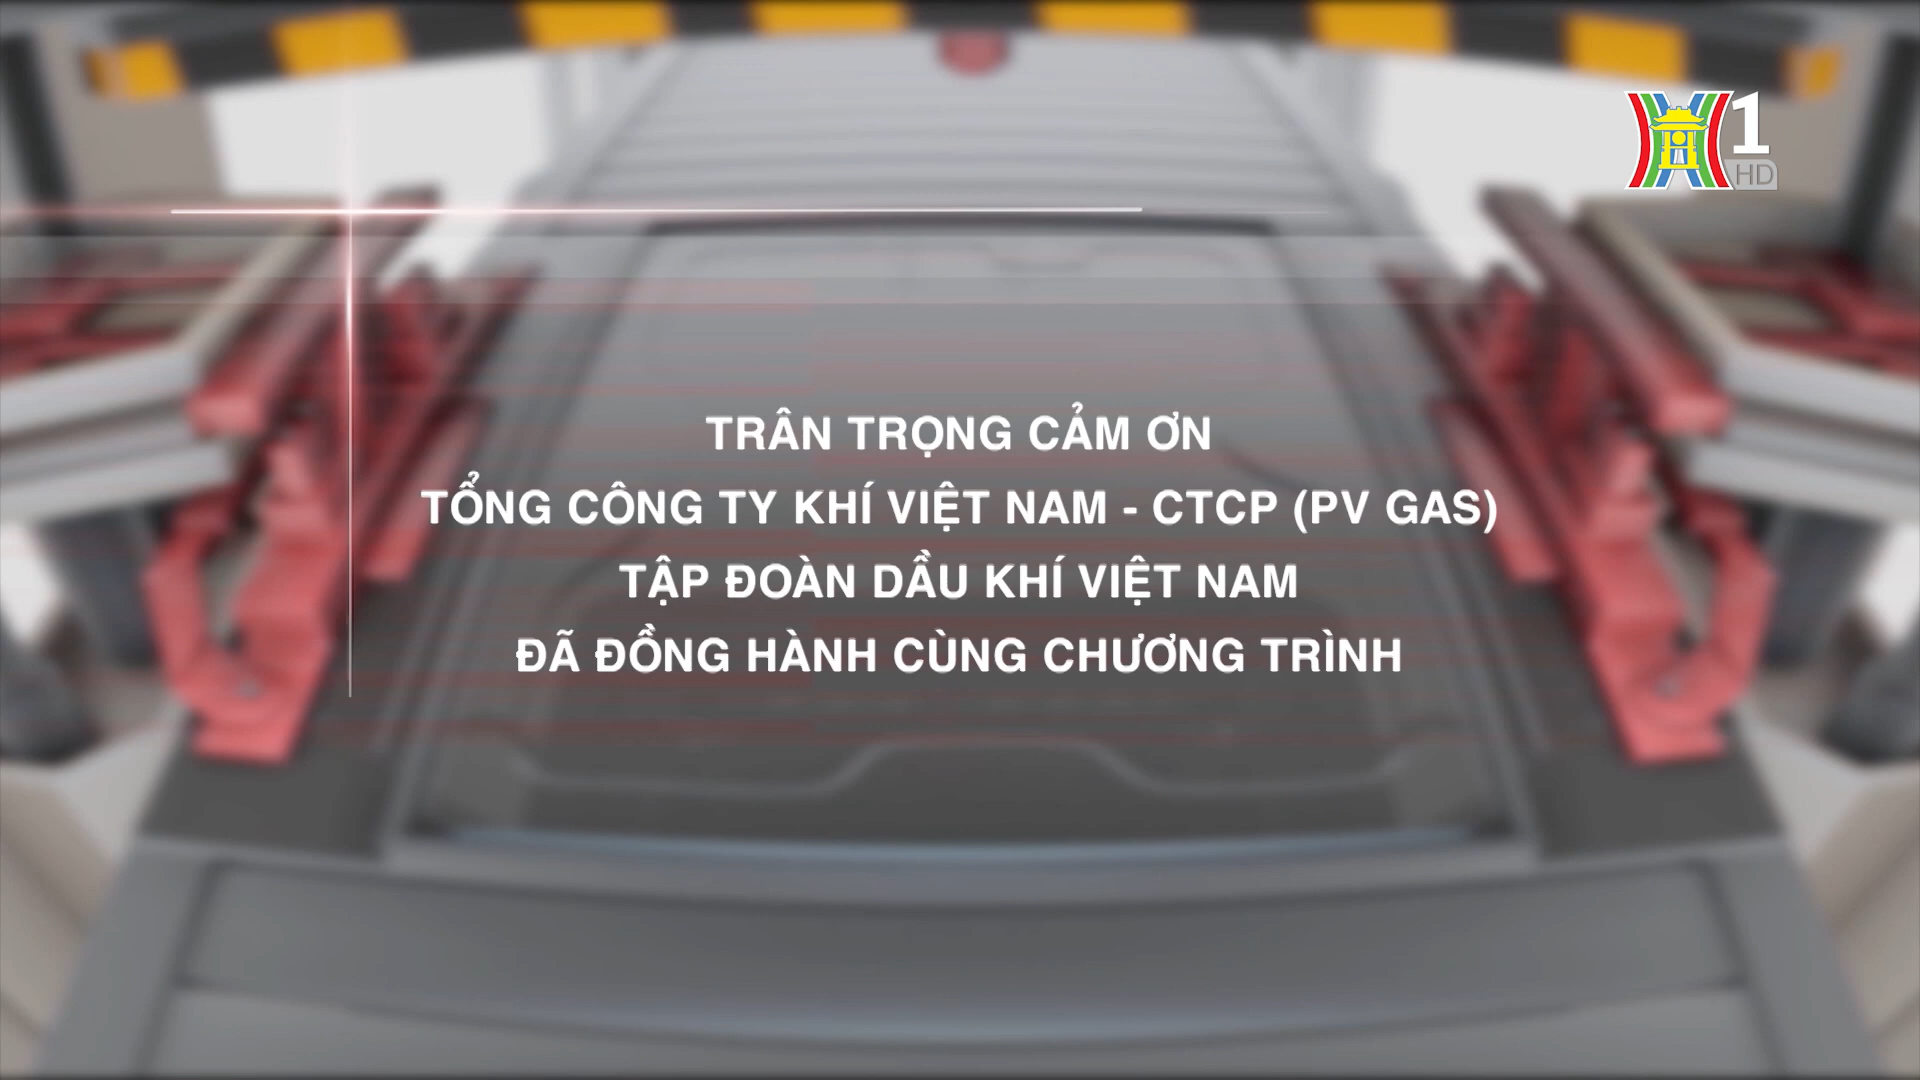 1
HD
TRÂN TRỌNG CẢM ƠN
TỔNG CÔNG TY KHÍ VIỆT NAM - CTCP (PV GAS)
TẬP ĐOÀN DẦU KHÍ VIỆT NAM
ĐÃ ĐỒNG HÀNH CÙNG CHƯƠNG TRÌNH